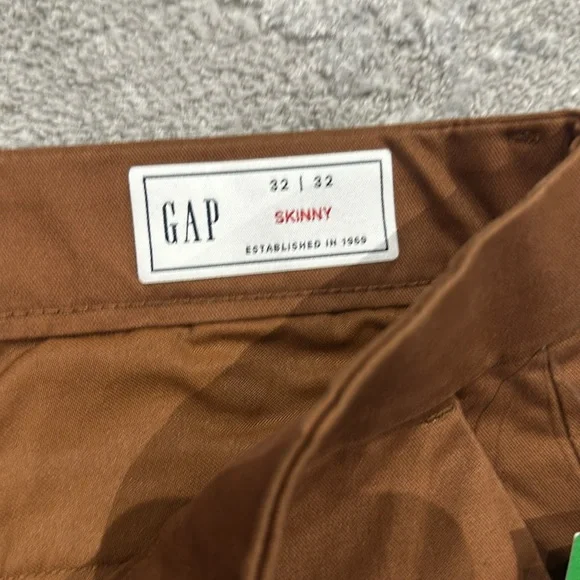 GAP
32 | 32
SKINNY
ESTABLISHED IN 1969